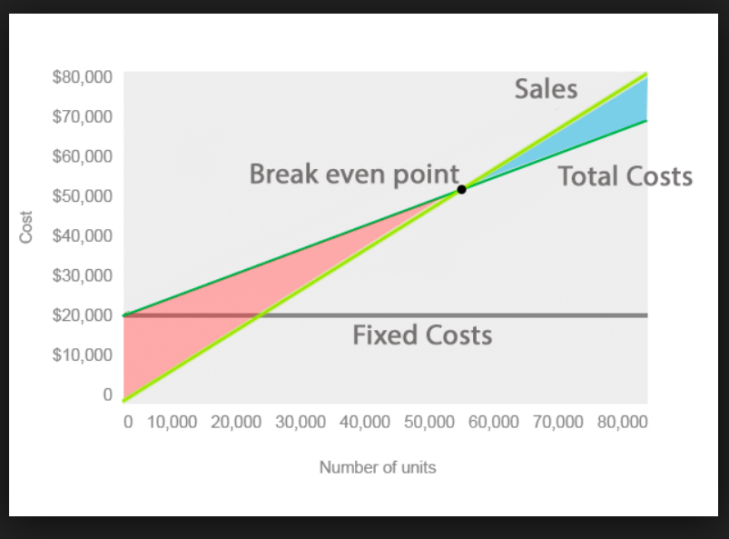 $80,000
Sales
$70,000
$60,000
Break even point
Total Costs
$50,000
Cost
$40,000
$30,000
$20,000
Fixed Costs
$10,000
0
0 10,000 20,000 30,000 40,000 50,000 60,000 70,000 80,000
Number of units